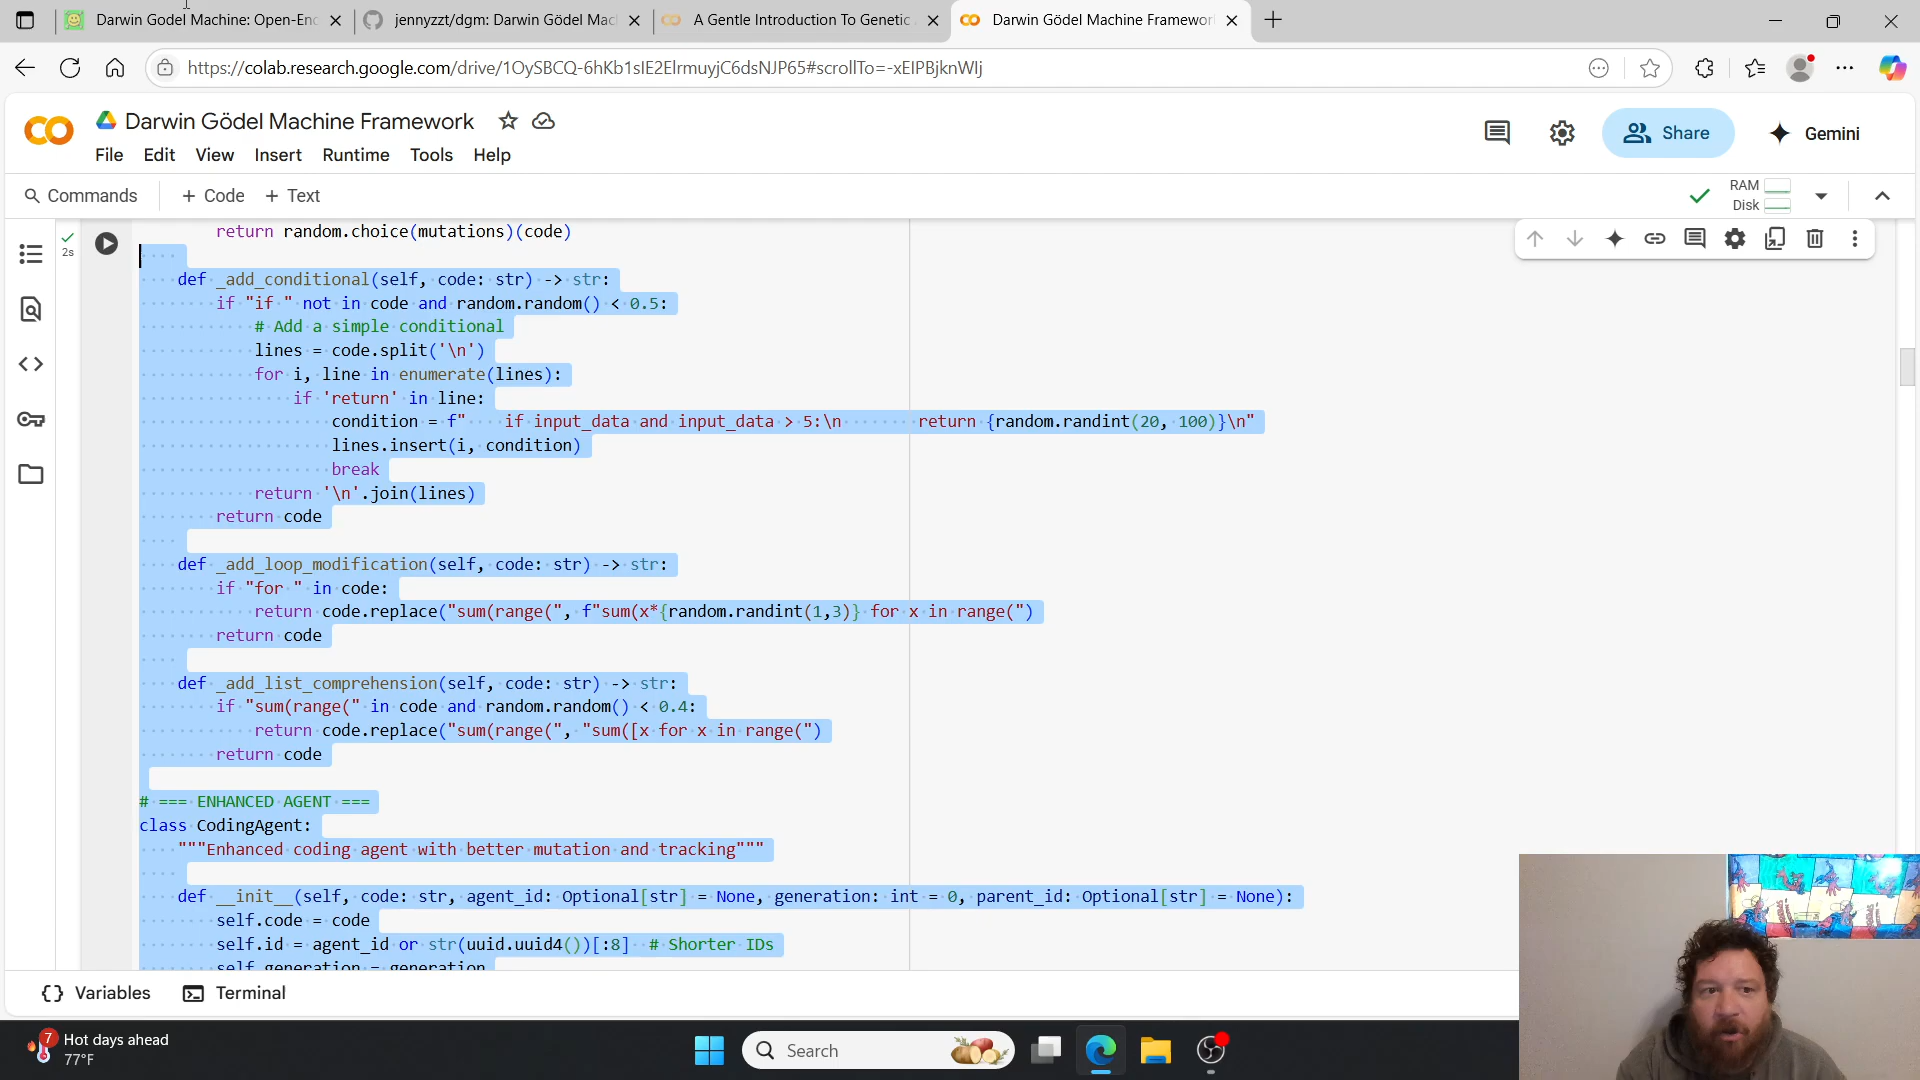 Darwin Godel Machine: Open-En
jennyzzt/dgm: Darwin Gödel Mac
A Gentle Introduction To Genetic
Darwin Gödel Machine Framewor
https://colab.research.google.com/drive/1OySBCQ-6hKb1sIE2ElrmuyjC6dsNJP65#scrollTo=-xEIPBjknWIj
Darwin Gödel Machine Framework
Share
Gemini
File Edit View Insert Runtime Tools Help
Commands + Code + Text
RAM
Disk
2s
return random.choice(mutations)(code)
def _add_conditional(self, code: str) -> str:
if "if " not in code and random.random() < 0.5:
# Add a simple conditional
lines = code.split('\n')
for i, line in enumerate(lines):
if 'return' in line:
condition = f"    if input_data and input_data > 5:\n        return {random.randint(20, 100)}\n"
lines.insert(i, condition)
break
return '\n'.join(lines)
return code
def _add_loop_modification(self, code: str) -> str:
if "for " in code:
return code.replace("sum(range(", f"sum(x*{random.randint(1,3)} for x in range(")
return code
def _add_list_comprehension(self, code: str) -> str:
if "sum(range(" in code and random.random() < 0.4:
return code.replace("sum(range(", "sum([x for x in range(")
return code
# === ENHANCED AGENT ===
class CodingAgent:
"""Enhanced coding agent with better mutation and tracking"""
def __init__(self, code: str, agent_id: Optional[str] = None, generation: int = 0, parent_id: Optional[str] = None):
self.code = code
self.id = agent_id or str(uuid.uuid4())[:8]  # Shorter IDs
self.generation = generation
{} Variables
Terminal
7
Hot days ahead
77°F
Search